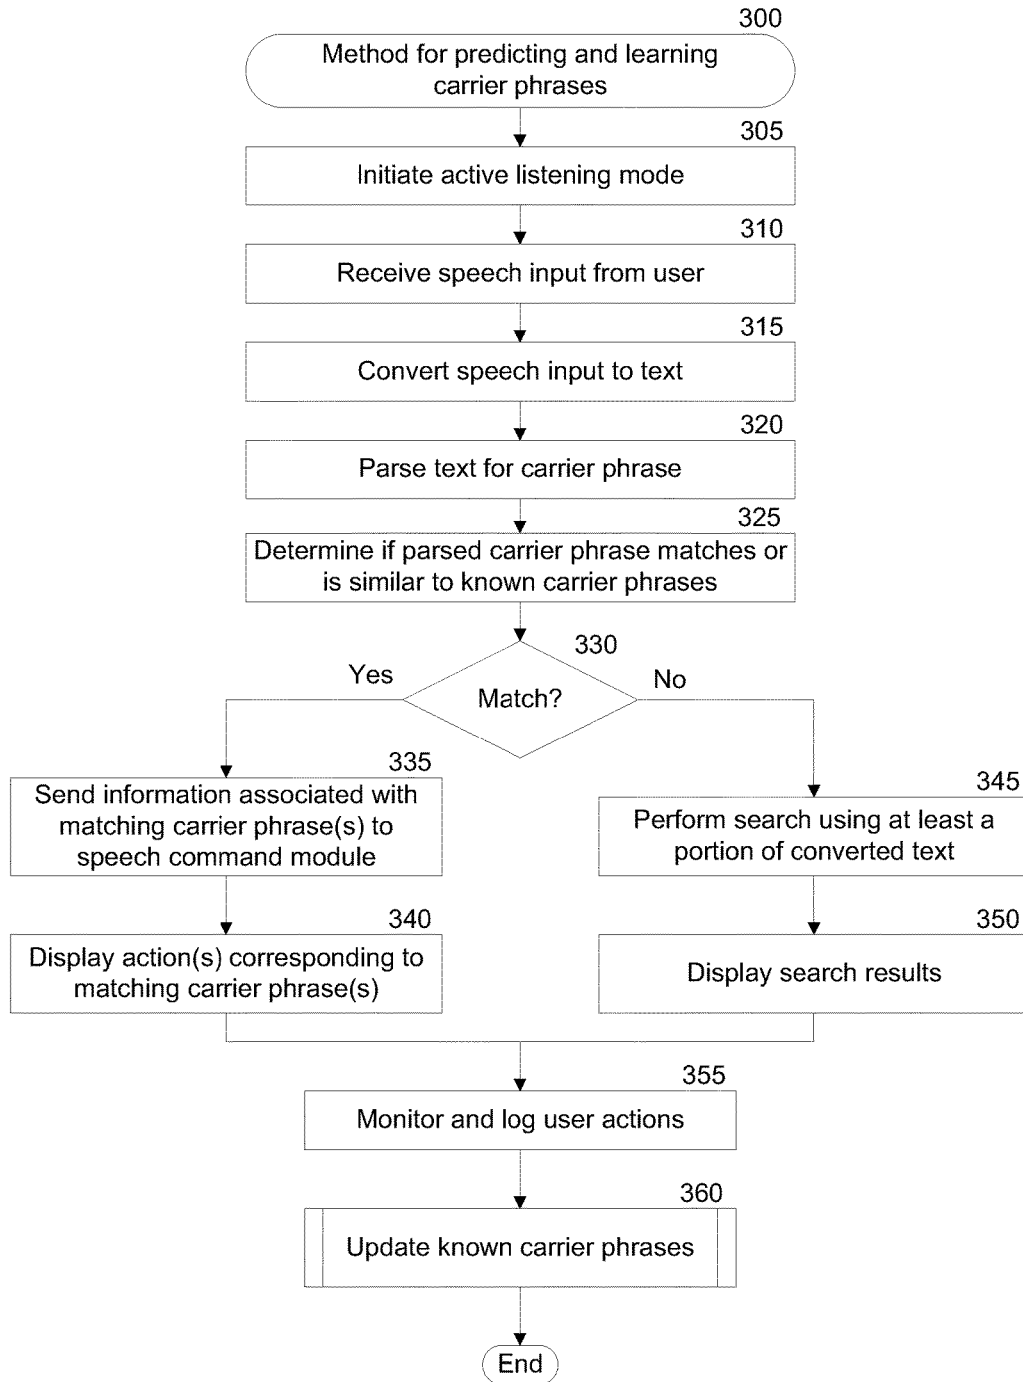 300
Method for predicting and learning
carrier phrases
305
Initiate active listening mode
310
Receive speech input from user
315
Convert speech input to text
320
Parse text for carrier phrase
325
Determine if parsed carrier phrase matches or
is similar to known carrier phrases
330
Match?
Yes
No
335
Send information associated with
matching carrier phrase(s) to
speech command module
340
Display action(s) corresponding to
matching carrier phrase(s)
345
Perform search using at least a
portion of converted text
350
Display search results
355
Monitor and log user actions
360
Update known carrier phrases
End